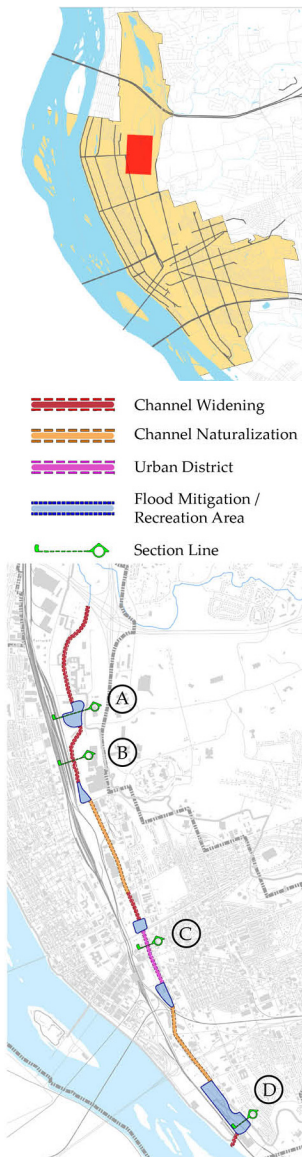 Channel Widening
Channel Naturalization
Urban District
Flood Mitigation /
Recreation Area
Section Line
A
B
C
D